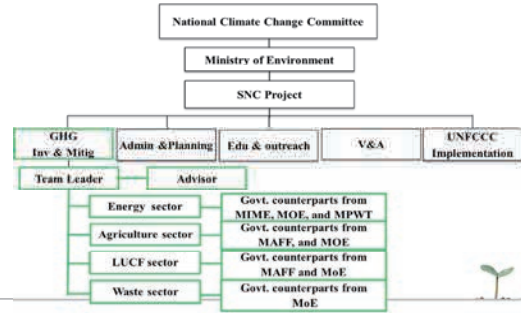 National Climate Change Committee
Ministry of Environment
SNC Project
GHG
Inv & Mitig
Admin &Planning
Edu & outreach
V&A
UNFCCC
Implementation
Team Leader
Advisor
Energy sector
Govt. counterparts from
MIME, MOE, and MPWT
Agriculture sector
Govt. counterparts from
MAFF, and MOE
LUCF sector
Govt. counterparts from
MAFF and MoE
Waste sector
Govt. counterparts from
MoE